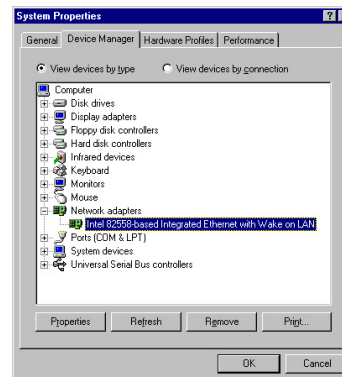 System Properties
General Device Manager Hardware Profiles Performance
View devices by type View devices by connection
Computer
Disk drives
Display adapters
Floppy disk controllers
Hard disk controllers
Infrared devices
Keyboard
Monitors
Mouse
Network adapters
Intel 82558-based Integrated Ethernet with Wake on LAN
Ports (COM & LPT)
System devices
Universal Serial Bus controllers
Properties Refresh Remove Print...
OK Cancel